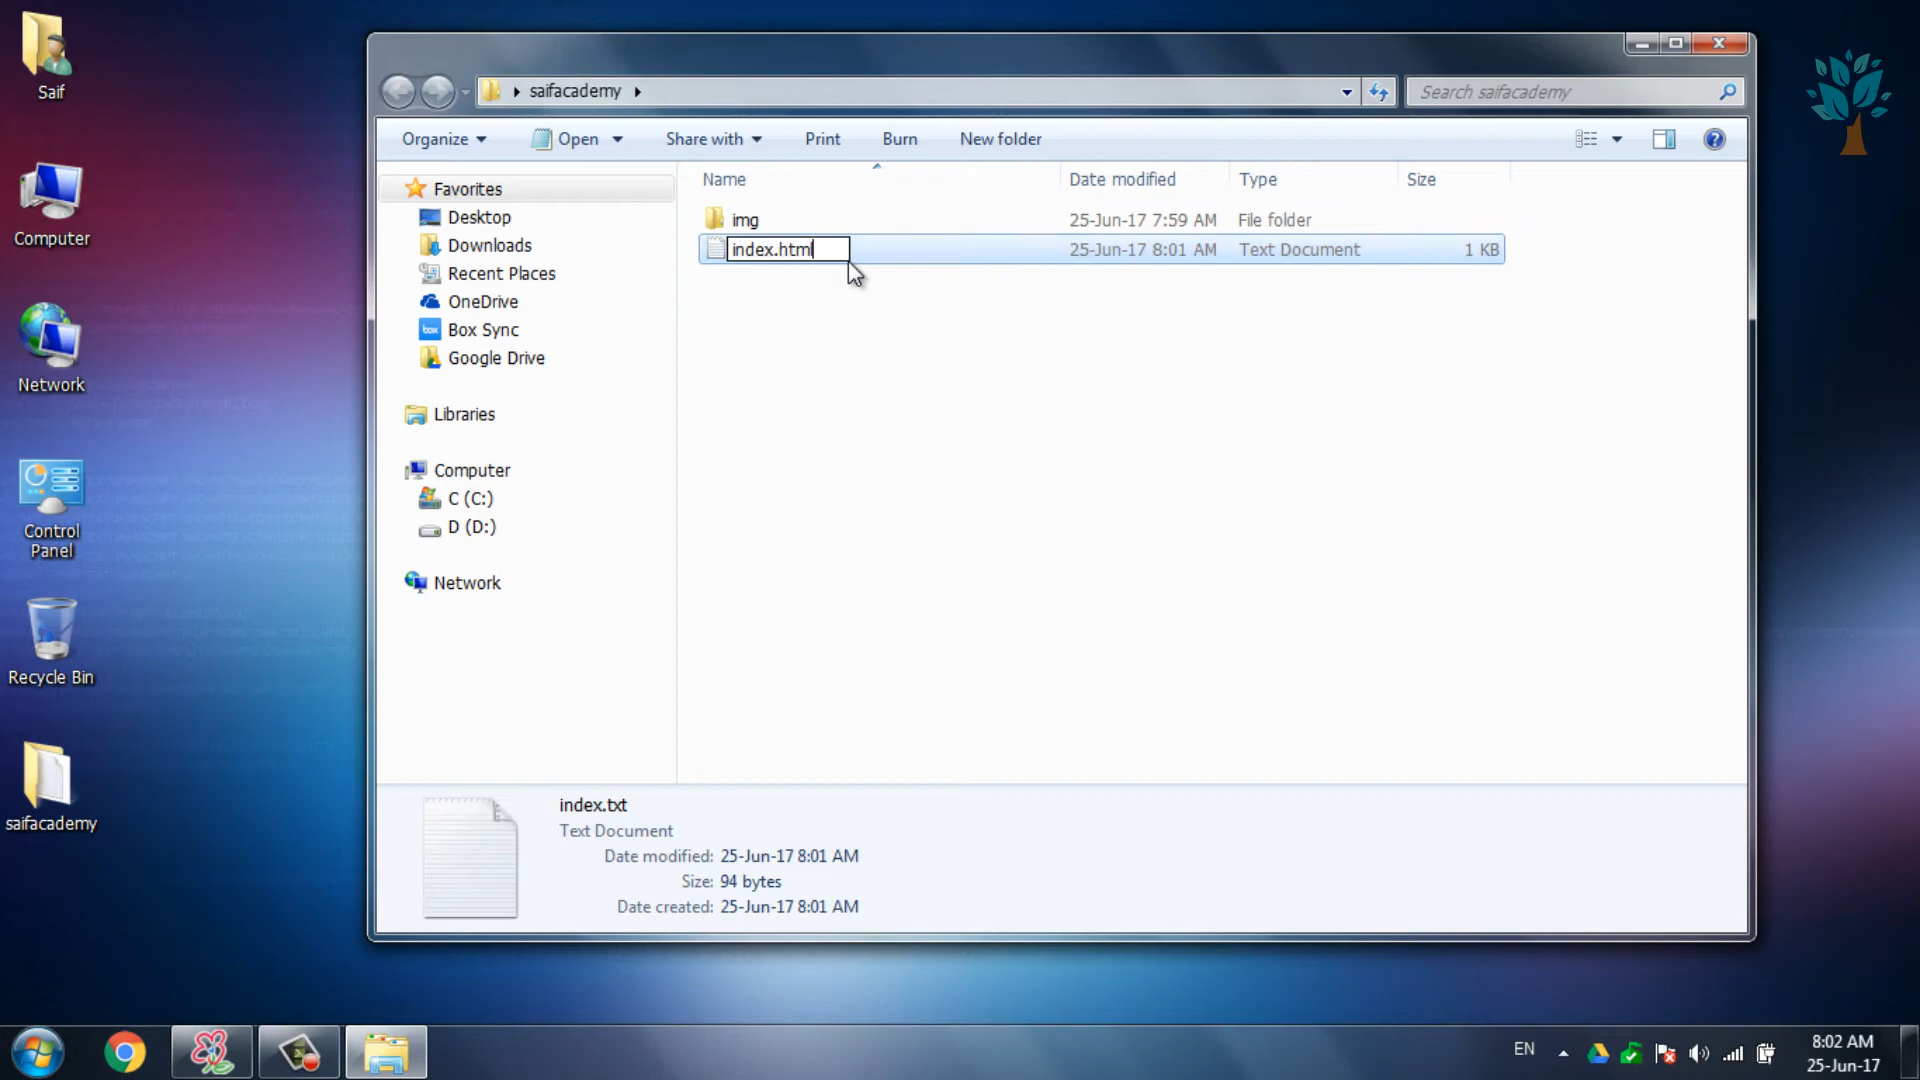 Saif
Computer
Network
Control
Panel
Recycle Bin
saifacademy
saifacademy
Search saifacademy
Organize
Open
Share with
Print
Burn
New folder
Favorites
Desktop
Downloads
Recent Places
OneDrive
box Box Sync
Google Drive
Libraries
Computer
C (C:)
D (D:)
Network
Name Date modified Type Size
img 25-Jun-17 7:59 AM File folder
index.html 25-Jun-17 8:01 AM Text Document 1 KB
index.txt
Text Document
Date modified: 25-Jun-17 8:01 AM
Size: 94 bytes
Date created: 25-Jun-17 8:01 AM
EN
8:02 AM
25-Jun-17